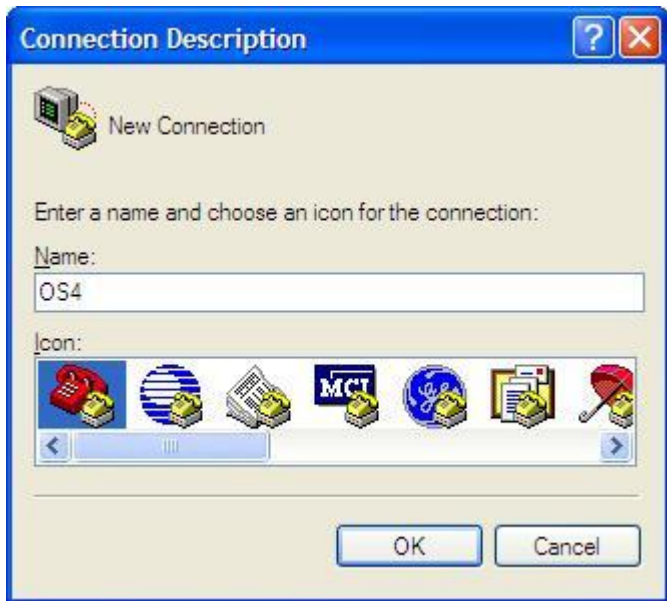 Connection Description
New Connection
Enter a name and choose an icon for the connection:
Name:
OS4
Icon:
MCI
OK Cancel